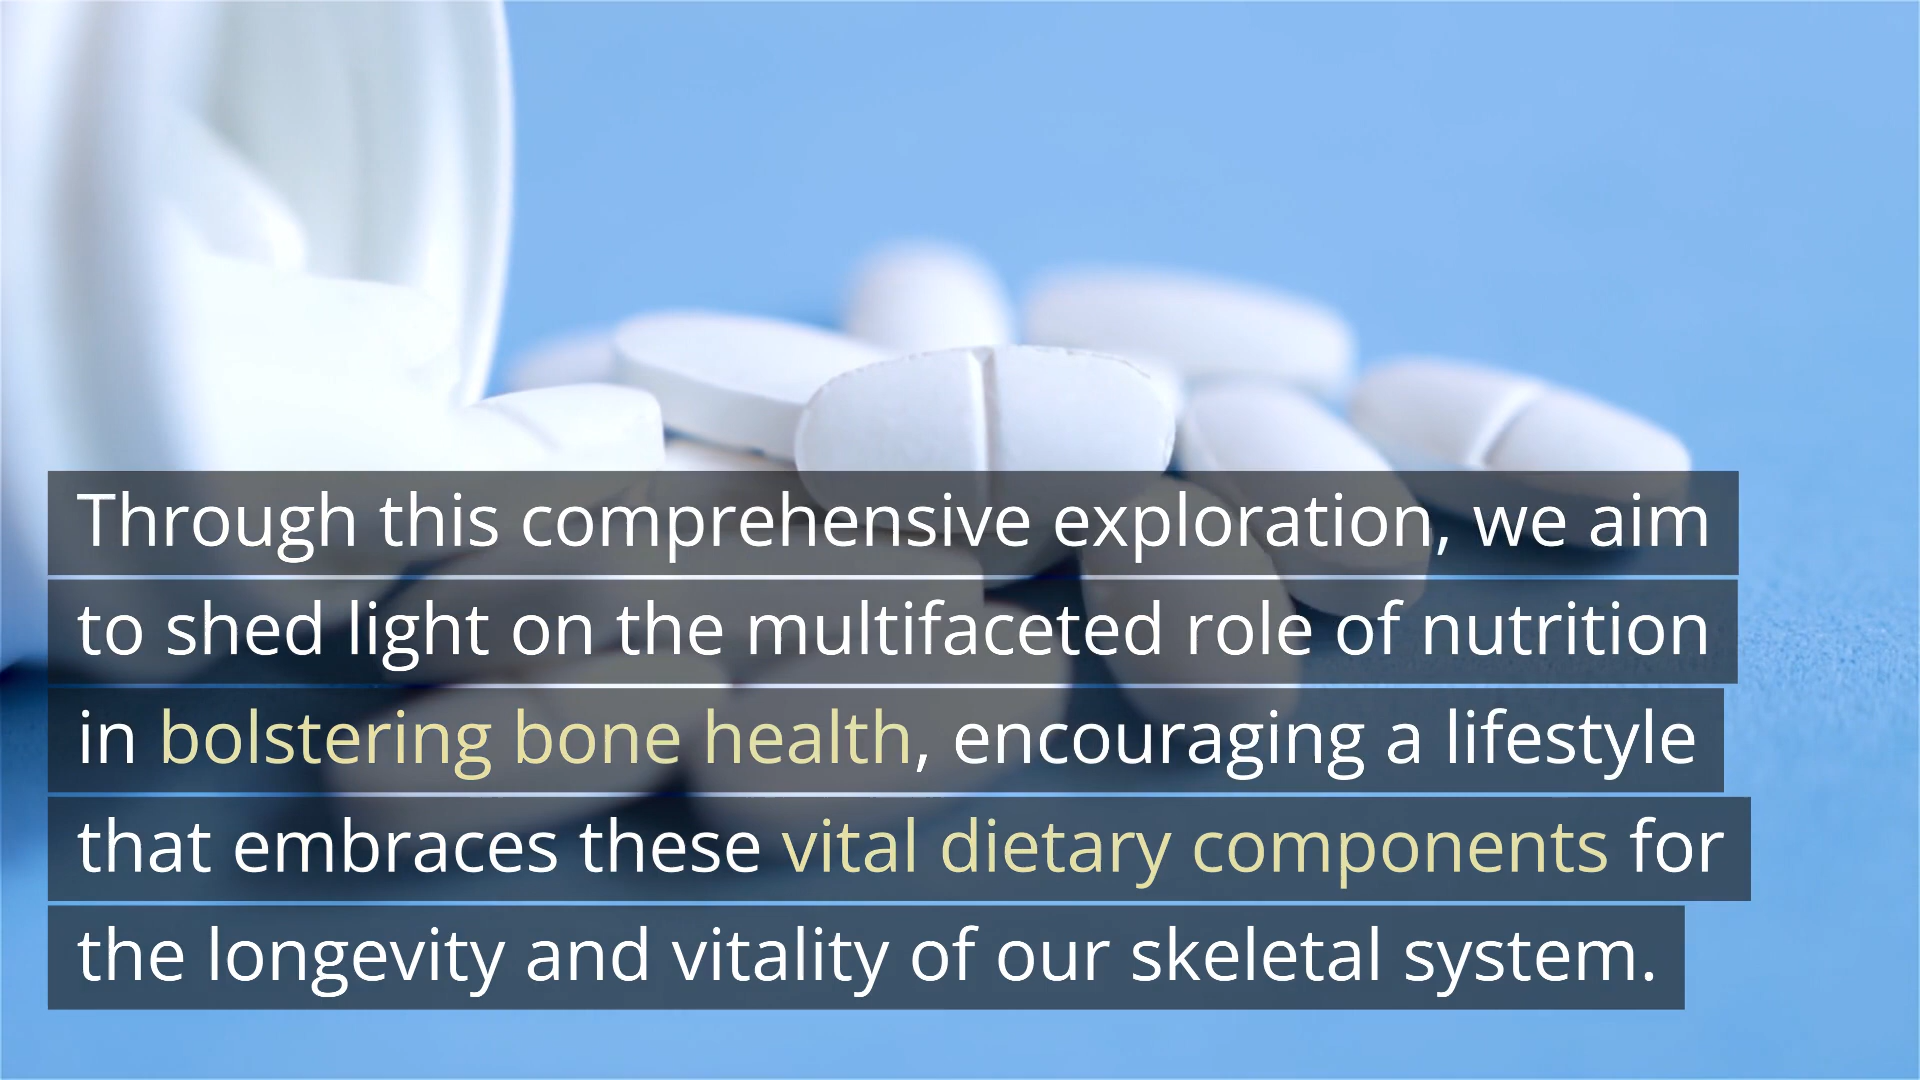 Through this comprehensive exploration, we aim
to shed light on the multifaceted role of nutrition
in bolstering bone health, encouraging a lifestyle
that embraces these vital dietary components for
the longevity and vitality of our skeletal system.